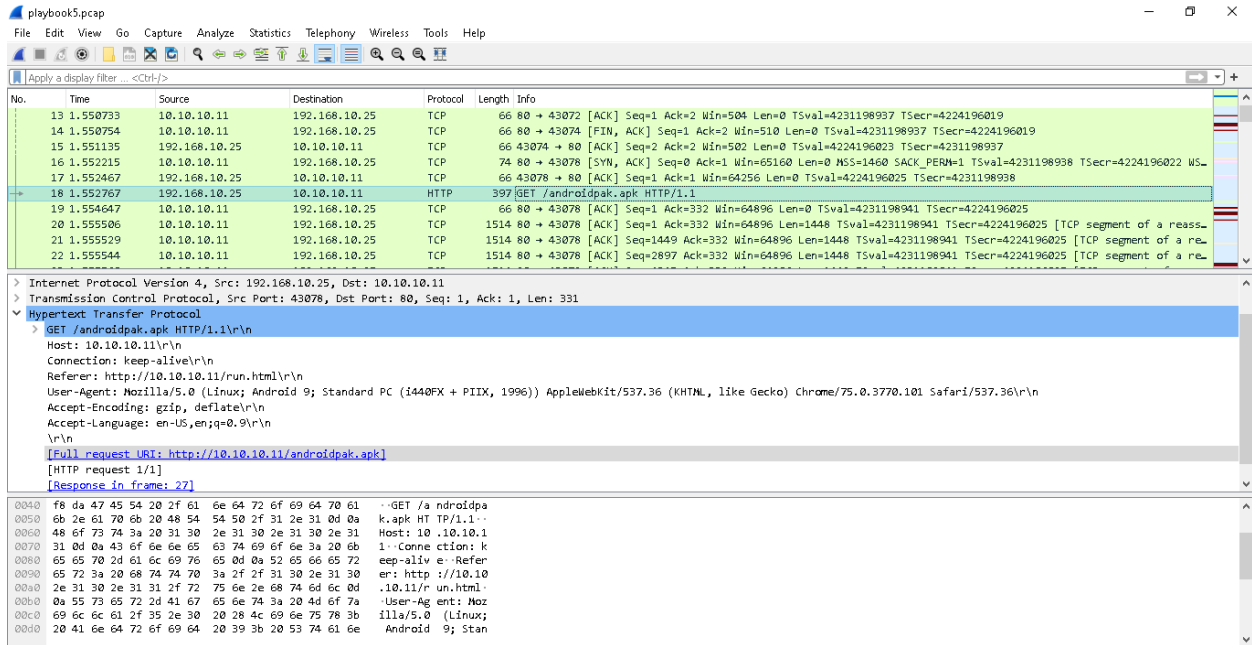 playbook5.pcap
File Edit View Go Capture Analyze Statistics Telephony Wireless Tools Help
Apply a display filter ... <Ctrl-/>
No. Time Source Destination Protocol Length Info
13 1.550733 10.10.10.11 192.168.10.25 TCP 66 80 → 43072 [ACK] Seq=1 Ack=2 Win=504 Len=0 TSval=4231198937 TSecr=4224196019
14 1.550754 10.10.10.11 192.168.10.25 TCP 66 80 → 43074 [FIN, ACK] Seq=1 Ack=2 Win=510 Len=0 TSval=4231198937 TSecr=4224196019
15 1.551135 192.168.10.25 10.10.10.11 TCP 66 43074 → 80 [ACK] Seq=2 Ack=2 Win=502 Len=0 TSval=4224196023 TSecr=4231198937
16 1.552215 10.10.10.11 192.168.10.25 TCP 74 80 → 43078 [SYN, ACK] Seq=0 Ack=1 Win=65160 Len=0 MSS=1460 SACK_PERM=1 TSval=4231198938 TSecr=4224196022 WS…
17 1.552467 192.168.10.25 10.10.10.11 TCP 66 43078 → 80 [ACK] Seq=1 Ack=1 Win=64256 Len=0 TSval=4224196025 TSecr=4231198938
18 1.552767 192.168.10.25 10.10.10.11 HTTP 397 GET /androidpak.apk HTTP/1.1
19 1.554647 10.10.10.11 192.168.10.25 TCP 66 80 → 43078 [ACK] Seq=1 Ack=332 Win=64896 Len=0 TSval=4231198941 TSecr=4224196025
20 1.555506 10.10.10.11 192.168.10.25 TCP 1514 80 → 43078 [ACK] Seq=1 Ack=332 Win=64896 Len=1448 TSval=4231198941 TSecr=4224196025 [TCP segment of a reass…
21 1.555529 10.10.10.11 192.168.10.25 TCP 1514 80 → 43078 [ACK] Seq=1449 Ack=332 Win=64896 Len=1448 TSval=4231198941 TSecr=4224196025 [TCP segment of a re…
22 1.555544 10.10.10.11 192.168.10.25 TCP 1514 80 → 43078 [ACK] Seq=2897 Ack=332 Win=64896 Len=1448 TSval=4231198941 TSecr=4224196025 [TCP segment of a re…
Internet Protocol Version 4, Src: 192.168.10.25, Dst: 10.10.10.11
Transmission Control Protocol, Src Port: 43078, Dst Port: 80, Seq: 1, Ack: 1, Len: 331
Hypertext Transfer Protocol
GET /androidpak.apk HTTP/1.1\r\n
Host: 10.10.10.11\r\n
Connection: keep-alive\r\n
Referer: http://10.10.10.11/run.html\r\n
User-Agent: Mozilla/5.0 (Linux; Android 9; Standard PC (i440FX + PIIX, 1996)) AppleWebKit/537.36 (KHTML, like Gecko) Chrome/75.0.3770.101 Safari/537.36\r\n
Accept-Encoding: gzip, deflate\r\n
Accept-Language: en-US,en;q=0.9\r\n
\r\n
[Full request URI: http://10.10.10.11/androidpak.apk]
[HTTP request 1/1]
[Response in frame: 27]
0040 f8 da 47 45 54 20 2f 61 6e 64 72 6f 69 64 70 61 ··GET /a ndroidpa
0050 6b 2e 61 70 6b 20 48 54 54 50 2f 31 2e 31 0d 0a k.apk HT TP/1.1··
0060 48 6f 73 74 3a 20 31 30 2e 31 30 2e 31 30 2e 31 Host: 10 .10.10.1
0070 31 0d 0a 43 6f 6e 6e 65 63 74 69 6f 6e 3a 20 6b 1··Conne ction: k
0080 65 65 70 2d 61 6c 69 76 65 0d 0a 52 65 66 65 72 eep-aliv e··Refer
0090 65 72 3a 20 68 74 74 70 3a 2f 2f 31 30 2e 31 30 er: http ://10.10
00a0 2e 31 30 2e 31 31 2f 72 75 6e 2e 68 74 6d 6c 0d .10.11/r un.html·
00b0 0a 55 73 65 72 2d 41 67 65 6e 74 3a 20 4d 6f 7a ·User-Ag ent: Moz
00c0 69 6c 6c 61 2f 35 2e 30 20 28 4c 69 6e 75 78 3b illa/5.0 (Linux;
00d0 20 41 6e 64 72 6f 69 64 20 39 3b 20 53 74 61 6e Android 9; Stan